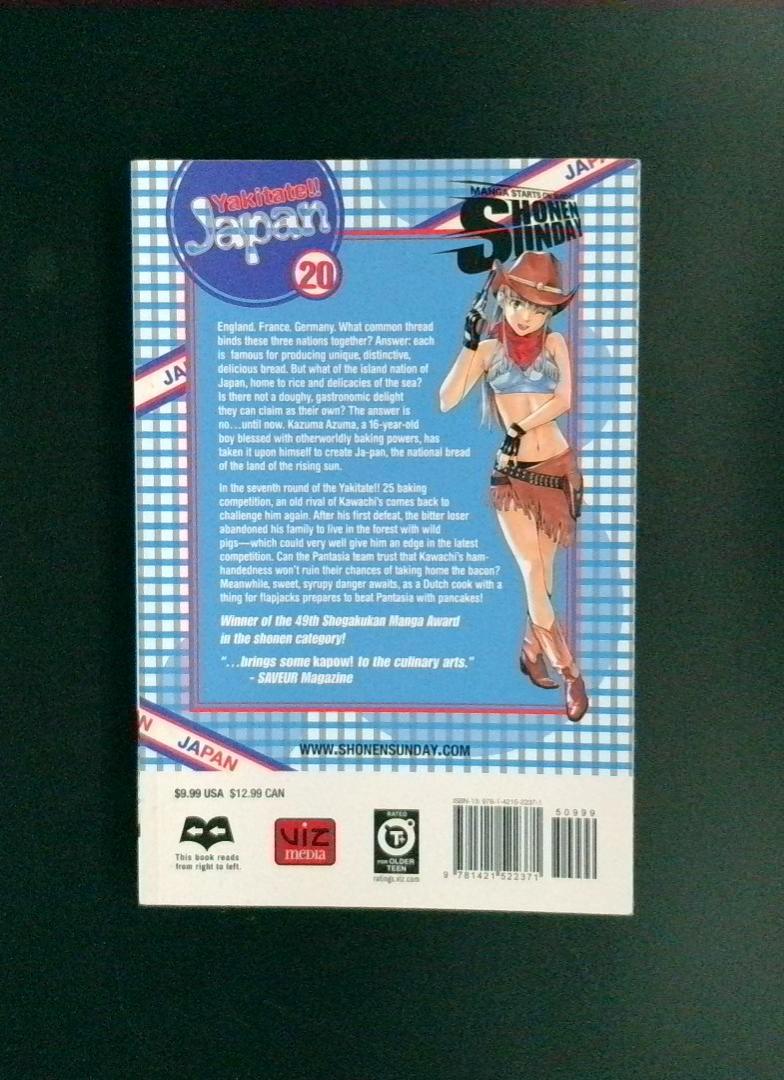 Yakitate!!
Japan
20
MANGA STARTS ON
SHONEN
SUNDAY
England. France. Germany. What common thread
binds these three nations together? Answer: each
is famous for producing unique, distinctive,
delicious bread. But what of the island nation of
Japan, home to rice and delicacies of the sea?
Is there not a doughy, gastronomic delight
they can claim as their own? The answer is
no...until now. Kazuma Azuma, a 16-year-old
boy blessed with otherworldly baking powers, has
taken it upon himself to create Ja-pan, the national bread
of the land of the rising sun.
In the seventh round of the Yakitate!! 25 baking
competition, an old rival of Kawachi's comes back to
challenge him again. After his first defeat, the bitter loser
abandoned his family to live in the forest with wild
pigs—which could very well give him an edge in the latest
competition. Can the Pantasia team trust that Kawachi's ham-
handedness won't ruin their chances of taking home the bacon?
Meanwhile, sweet, syrupy danger awaits, as a Dutch cook with a
thing for flapjacks prepares to beat Pantasia with pancakes!
Winner of the 49th Shogakukan Manga Award
in the shonen category!
"...brings some kapow! to the culinary arts."
- SAVEUR Magazine
JAPAN
WWW.SHONENSUNDAY.COM
$9.99 USA $12.99 CAN
This book reads
from right to left.
VIZ
media
RATED
T+
FOR OLDER
TEEN
ratings.viz.com
ISBN-13: 978-1-4215-2237-1
50999
9 781421 522371